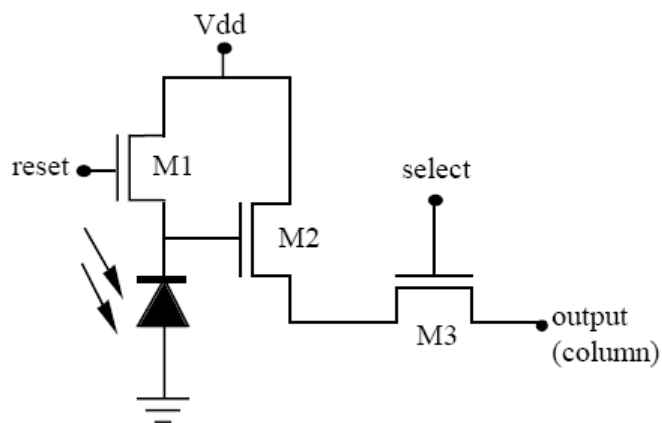 Vdd
reset
M1
select
M2
M3
output
(column)